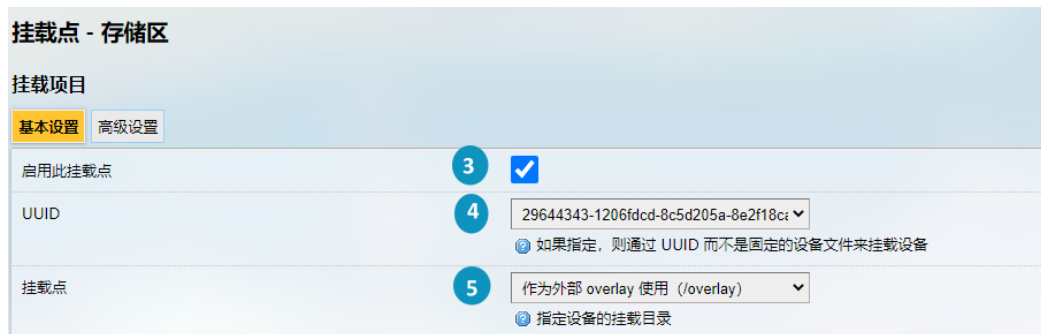 挂载点 - 存储区
挂载项目
基本设置 高级设置
启用此挂载点 3
UUID 4 29644343-1206fdcd-8c5d205a-8e2f18ca
如果指定，则通过 UUID 而不是固定的设备文件来挂载设备
挂载点 5 作为外部 overlay 使用（/overlay）
指定设备的挂载目录